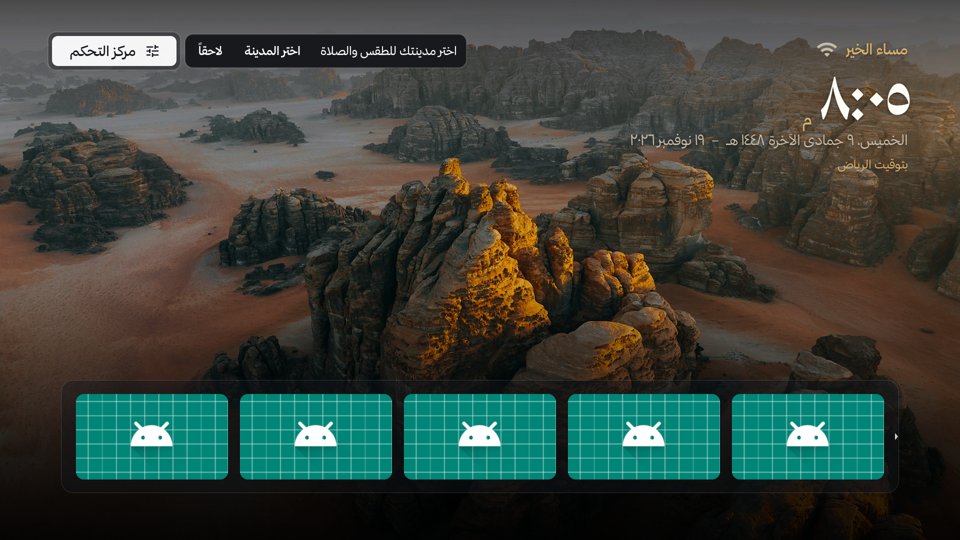 مساء الخير
٨:٠٥ م
الخميس، ٩ جمادى الآخرة ١٤٤٨ هـ – ١٩ نوفمبر ٢٠٢٦
بتوقيت الرياض
اختر مدينتك للطقس والصلاة اختر المدينة لاحقاً
مركز التحكم